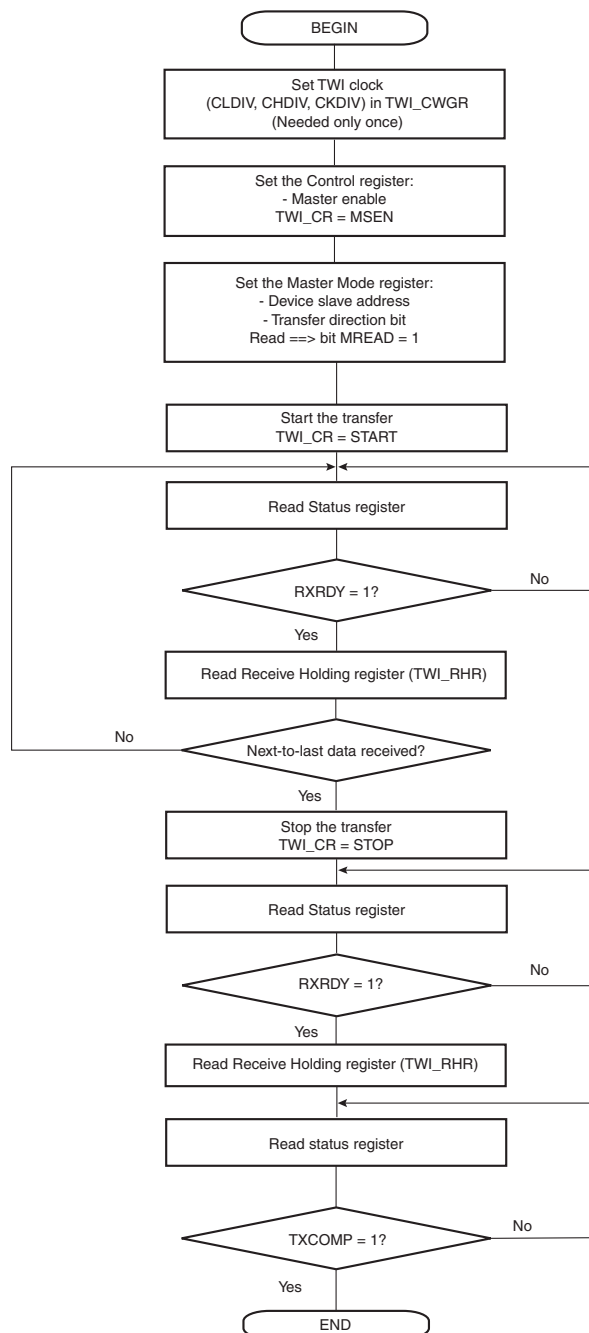 BEGIN
Set TWI clock
(CLDIV, CHDIV, CKDIV) in TWI_CWGR
(Needed only once)
Set the Control register:
- Master enable
TWI_CR = MSEN
Set the Master Mode register:
- Device slave address
- Transfer direction bit
Read ==> bit MREAD = 1
Start the transfer
TWI_CR = START
Read Status register
RXRDY = 1?
No
Yes
Read Receive Holding register (TWI_RHR)
No
Next-to-last data received?
Yes
Stop the transfer
TWI_CR = STOP
Read Status register
RXRDY = 1?
No
Yes
Read Receive Holding register (TWI_RHR)
Read status register
TXCOMP = 1?
No
Yes
END